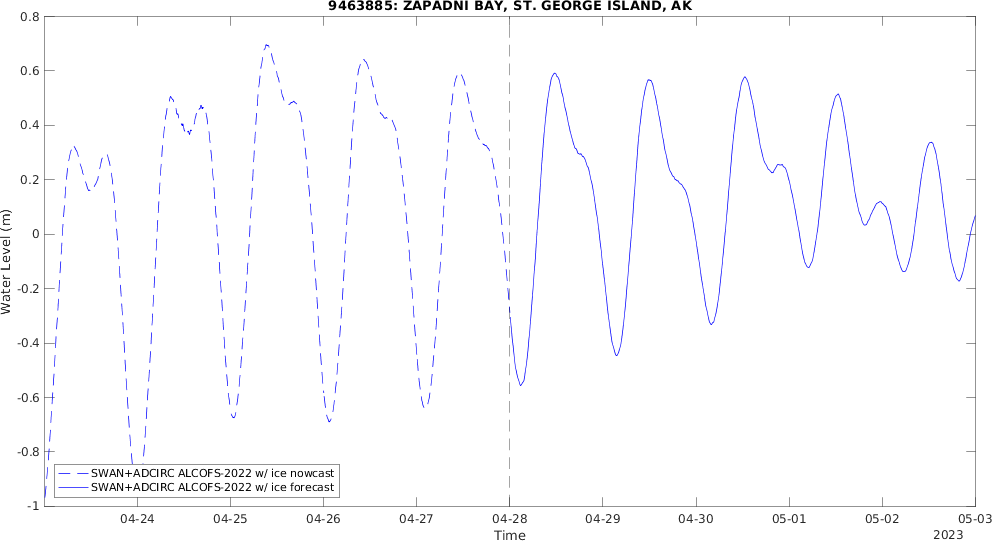 9463885: ZAPADNI BAY, ST. GEORGE ISLAND, AK
Water Level (m)
0.8
0.6
0.4
0.2
0
-0.2
-0.4
-0.6
-0.8
-1
SWAN+ADCIRC ALCOFS-2022 w/ ice nowcast
SWAN+ADCIRC ALCOFS-2022 w/ ice forecast
04-24 04-25 04-26 04-27 04-28 04-29 04-30 05-01 05-02 05-03
Time
2023